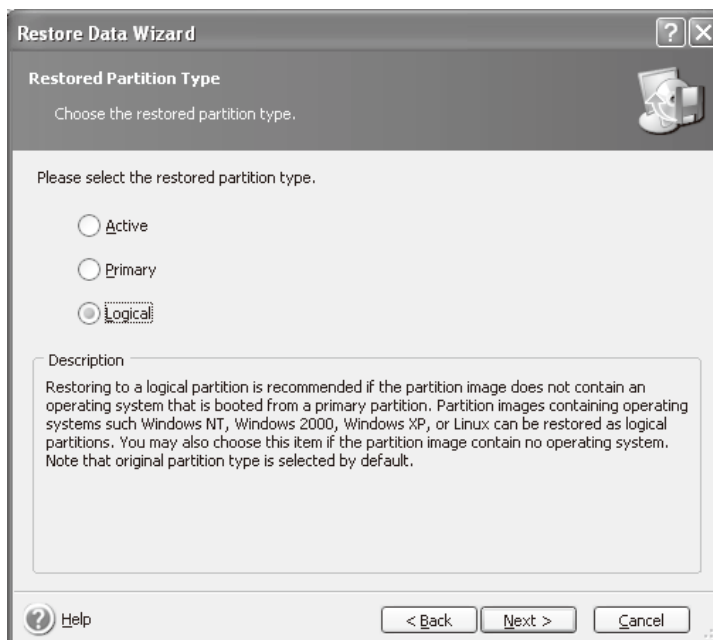 Restore Data Wizard
Restored Partition Type
Choose the restored partition type.
Please select the restored partition type.
Active
Primary
Logical
Description
Restoring to a logical partition is recommended if the partition image does not contain an
operating system that is booted from a primary partition. Partition images containing operating
systems such Windows NT, Windows 2000, Windows XP, or Linux can be restored as logical
partitions. You may also choose this item if the partition image contain no operating system.
Note that original partition type is selected by default.
? Help
< Back
Next >
Cancel